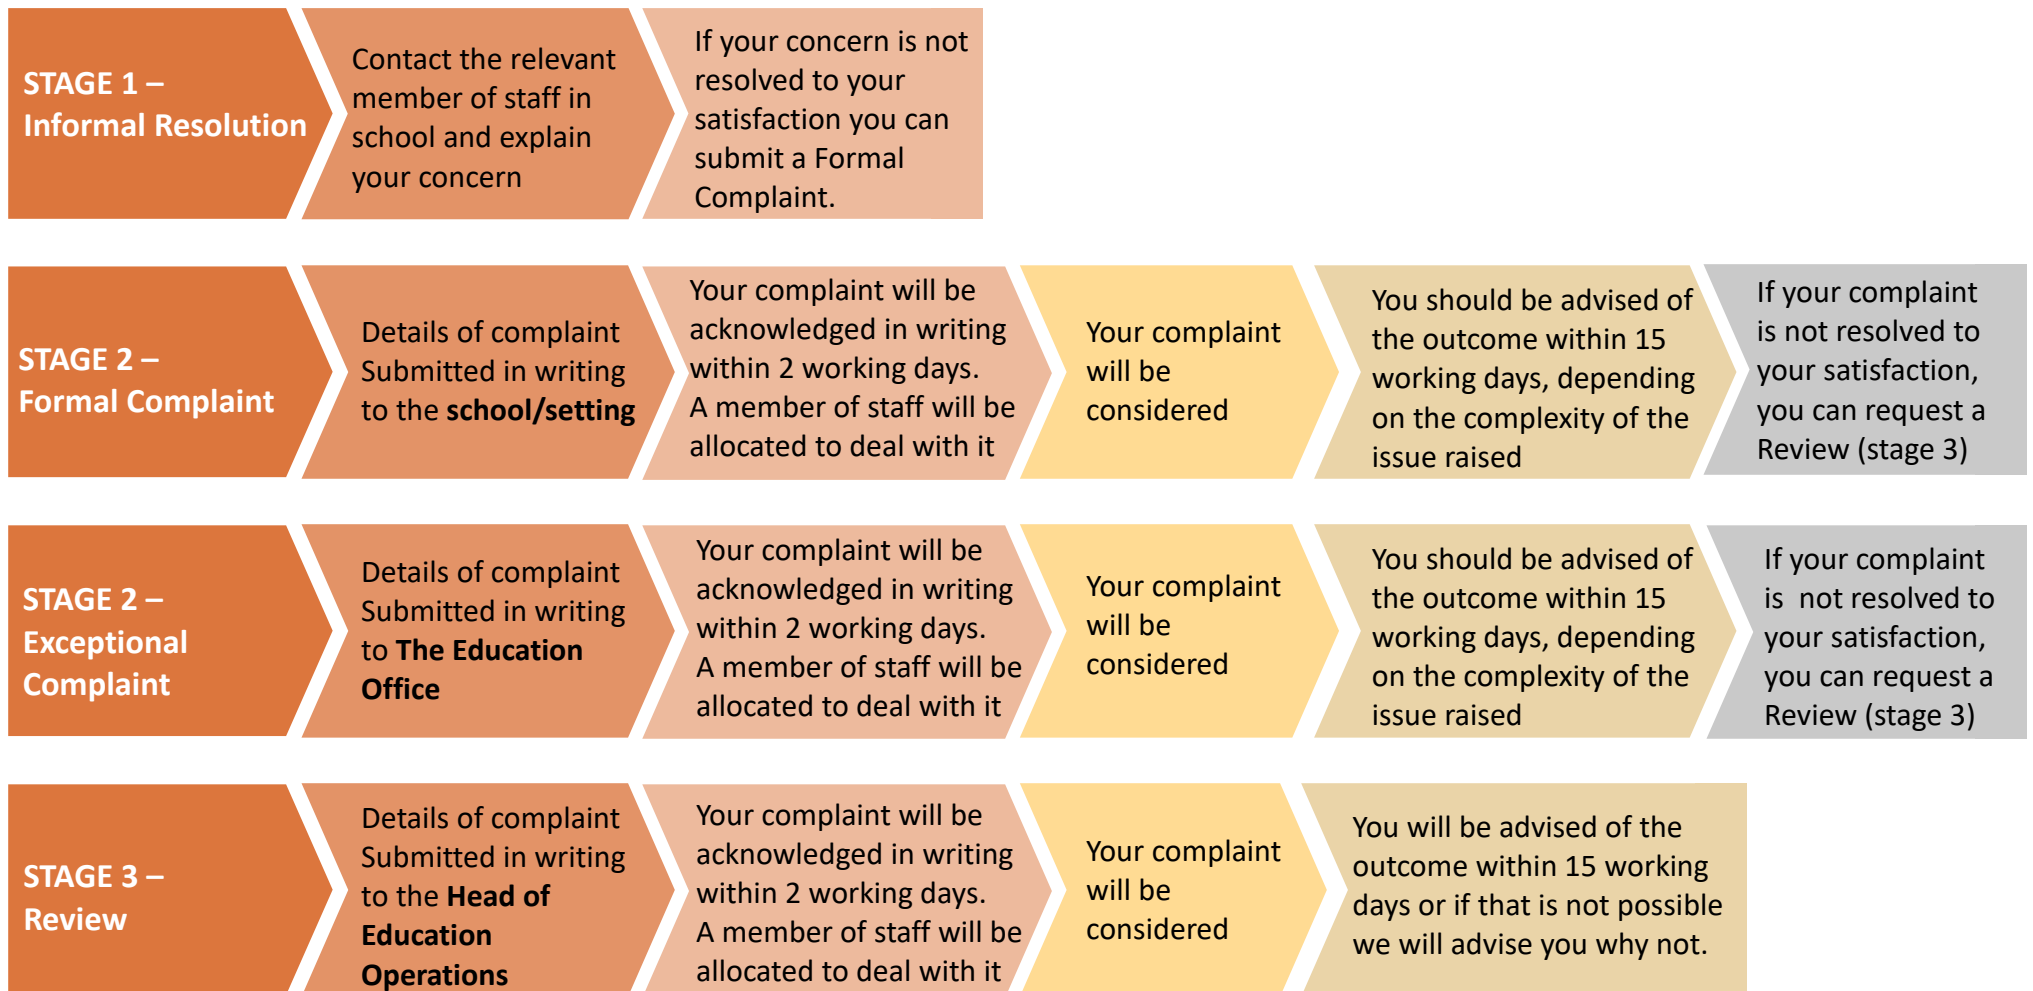 STAGE 1 –
Informal Resolution
Contact the relevant
member of staff in
school and explain
your concern
If your concern is not
resolved to your
satisfaction you can
submit a Formal
Complaint.
STAGE 2 –
Formal Complaint
Details of complaint
Submitted in writing
to the school/setting
Your complaint will be
acknowledged in writing
within 2 working days.
A member of staff will be
allocated to deal with it
Your complaint
will be
considered
You should be advised of
the outcome within 15
working days, depending
on the complexity of the
issue raised
If your complaint
is not resolved to
your satisfaction,
you can request a
Review (stage 3)
STAGE 2 –
Exceptional
Complaint
Details of complaint
Submitted in writing
to The Education
Office
Your complaint will be
acknowledged in writing
within 2 working days.
A member of staff will be
allocated to deal with it
Your complaint
will be
considered
You should be advised of
the outcome within 15
working days, depending
on the complexity of the
issue raised
If your complaint
is not resolved to
your satisfaction,
you can request a
Review (stage 3)
STAGE 3 –
Review
Details of complaint
Submitted in writing
to the Head of
Education
Operations
Your complaint will be
acknowledged in writing
within 2 working days.
A member of staff will be
allocated to deal with it
Your complaint
will be
considered
You will be advised of the
outcome within 15 working
days or if that is not possible
we will advise you why not.